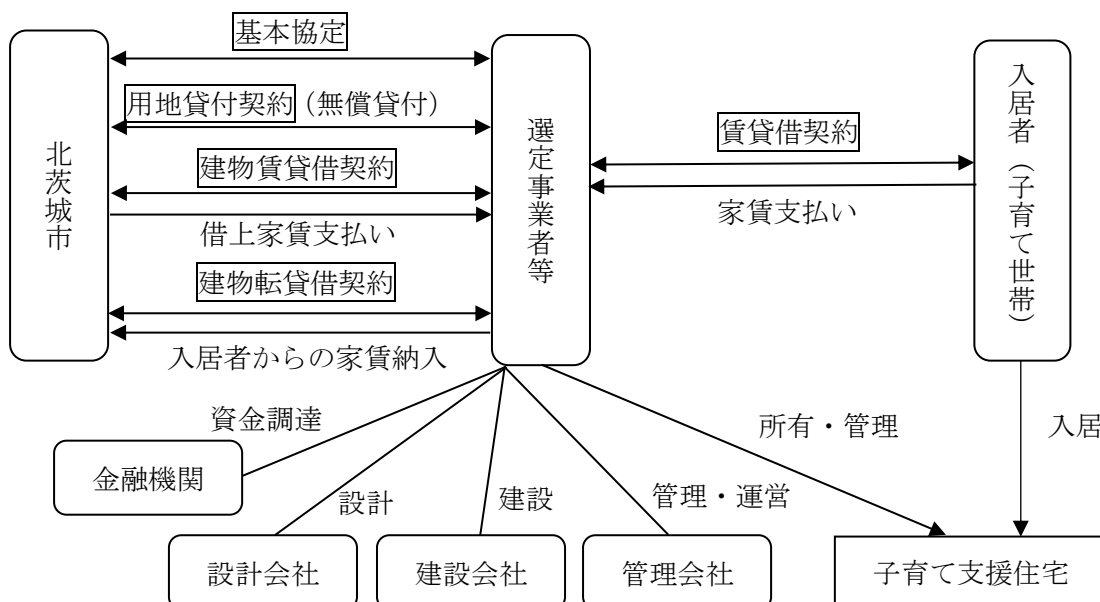 基本協定
用地貸付契約（無償貸付）
建物賃貸借契約
借上家賃支払い
建物転貸借契約
入居者からの家賃納入
北茨城市
選定事業者等
賃貸借契約
家賃支払い
入居者（子育て世帯）
資金調達
所有・管理
入居
金融機関
設計
建設
管理・運営
設計会社
建設会社
管理会社
子育て支援住宅